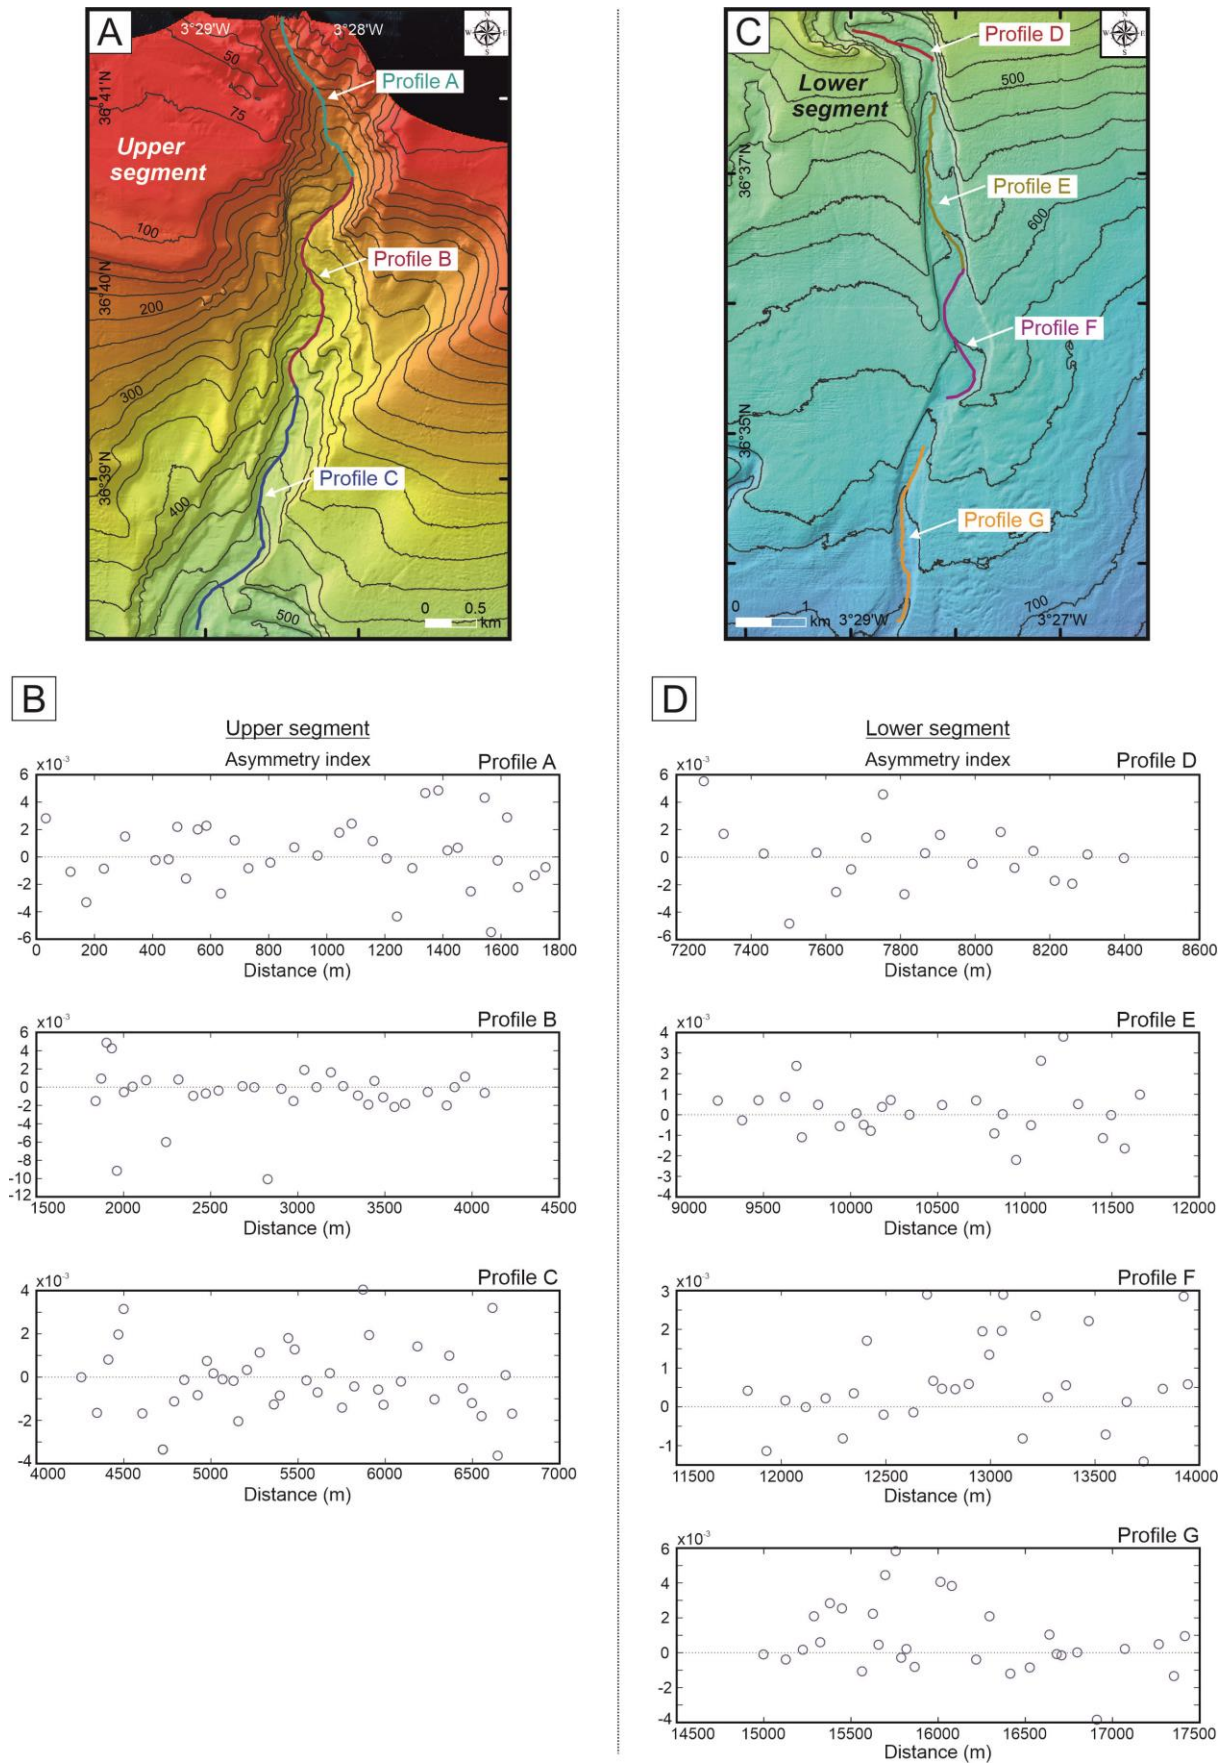 A
3°29'W
3°28'W
N
W
E
S
50
75
36°41'N
Profile A
Upper
segment
100
Profile B
36°40'N
200
300
Profile C
36°39'N
400
500
0 0.5
km
C
N
W
E
S
Profile D
500
Lower
segment
36°37'N
Profile E
600
Profile F
36°35'N
Profile G
700
0 1
km
3°29'W
3°27'W
B
Upper segment
Asymmetry index
Profile A
x10-3
6
4
2
0
-2
-4
-6
0 200 400 600 800 1000 1200 1400 1600 1800
Distance (m)
Profile B
x10-3
6
4
2
0
-2
-4
-6
-8
-10
-12
1500 2000 2500 3000 3500 4000 4500
Distance (m)
Profile C
x10-3
4
2
0
-2
-4
4000 4500 5000 5500 6000 6500 7000
Distance (m)
D
Lower segment
Asymmetry index
Profile D
x10-3
6
4
2
0
-2
-4
-6
7200 7400 7600 7800 8000 8200 8400 8600
Distance (m)
Profile E
x10-3
4
3
2
1
0
-1
-2
-3
-4
9000 9500 10000 10500 11000 11500 12000
Distance (m)
Profile F
x10-3
3
2
1
0
-1
11500 12000 12500 13000 13500 14000
Distance (m)
Profile G
x10-3
6
4
2
0
-2
-4
14500 15000 15500 16000 16500 17000 17500
Distance (m)